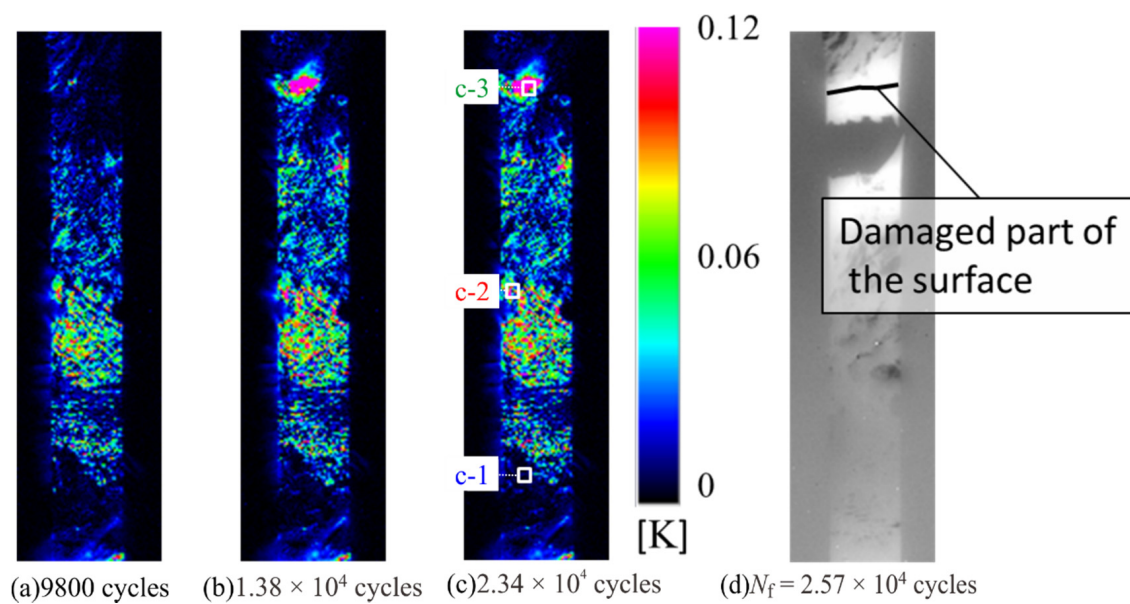 0.12
c-3
Damaged part of
the surface
0.06
c-2
c-1
0
[K]
(a)9800 cycles
(b)1.38 × 10⁴ cycles
(c)2.34 × 10⁴ cycles
(d)Nf = 2.57 × 10⁴ cycles